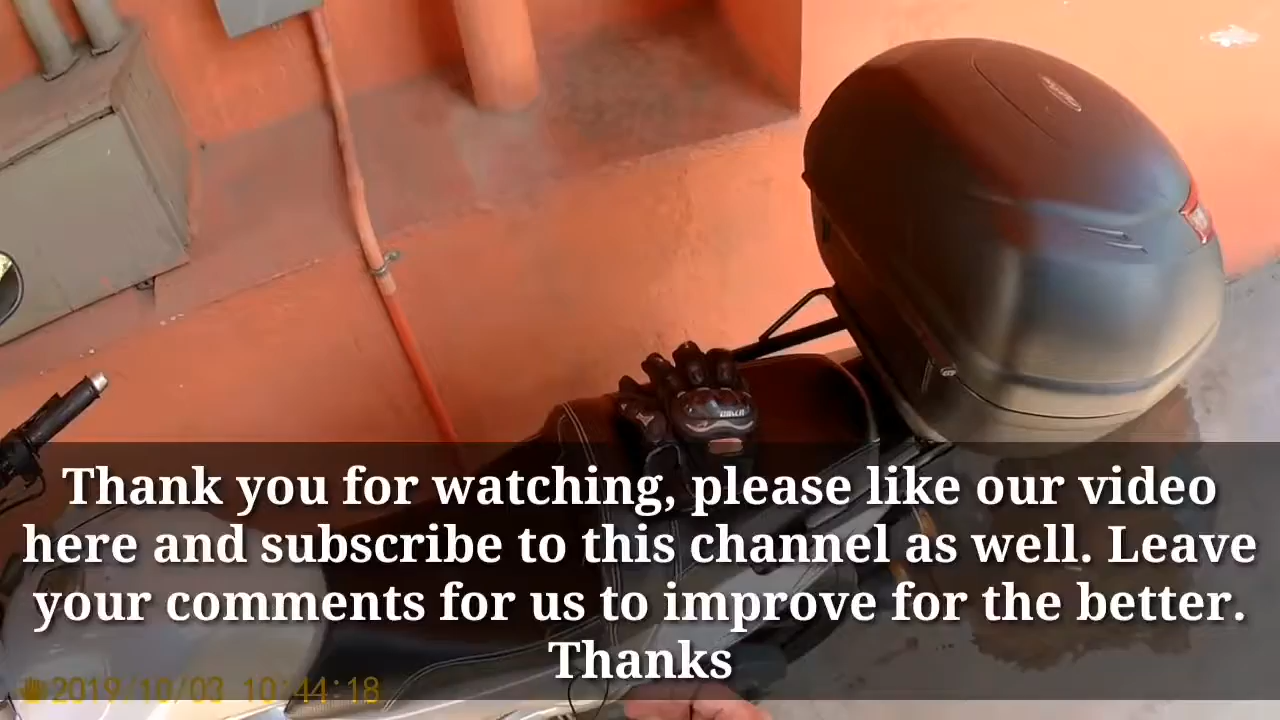 Thank you for watching, please like our video
here and subscribe to this channel as well. Leave
your comments for us to improve for the better.
Thanks
2019/10/03 10:44:18